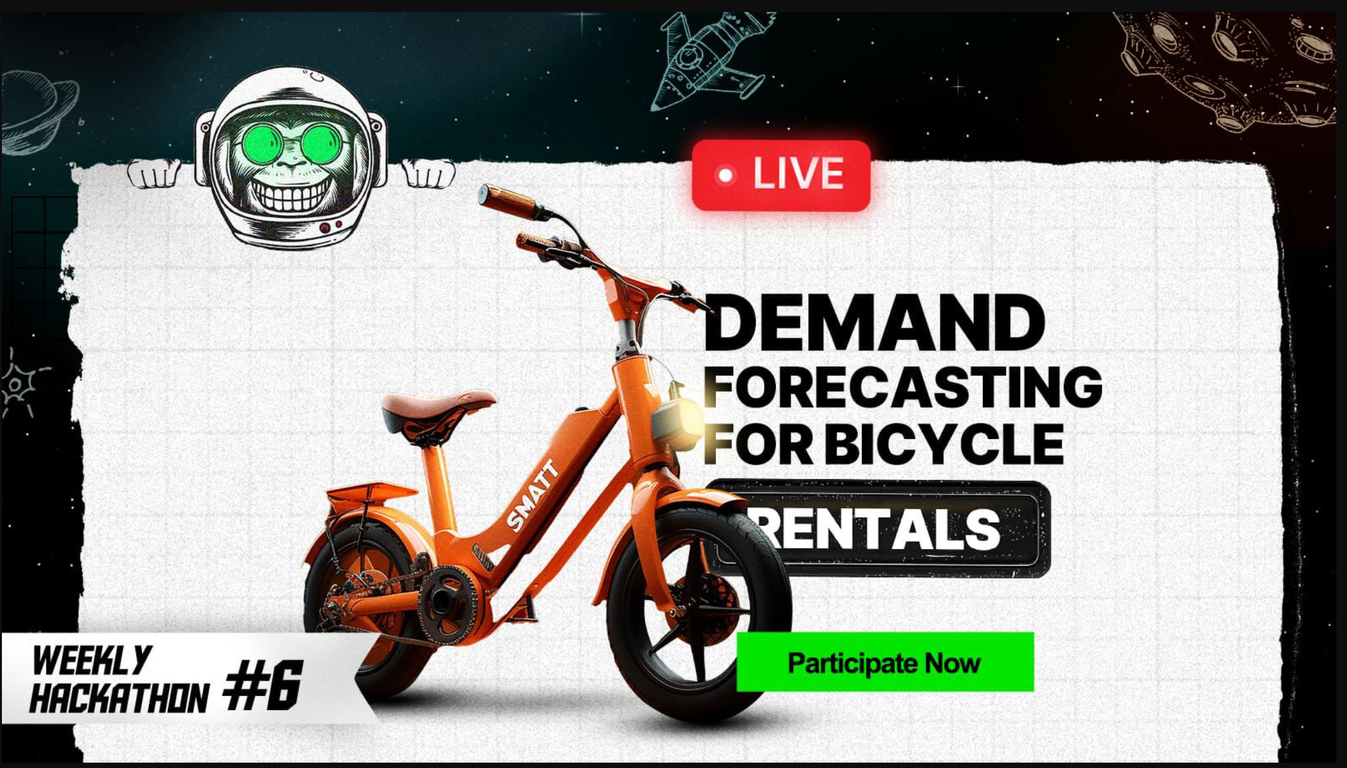 LIVE
DEMAND
FORECASTING
FOR BICYCLE
RENTALS
SMATT
Participate Now
WEEKLY
HACKATHON #6